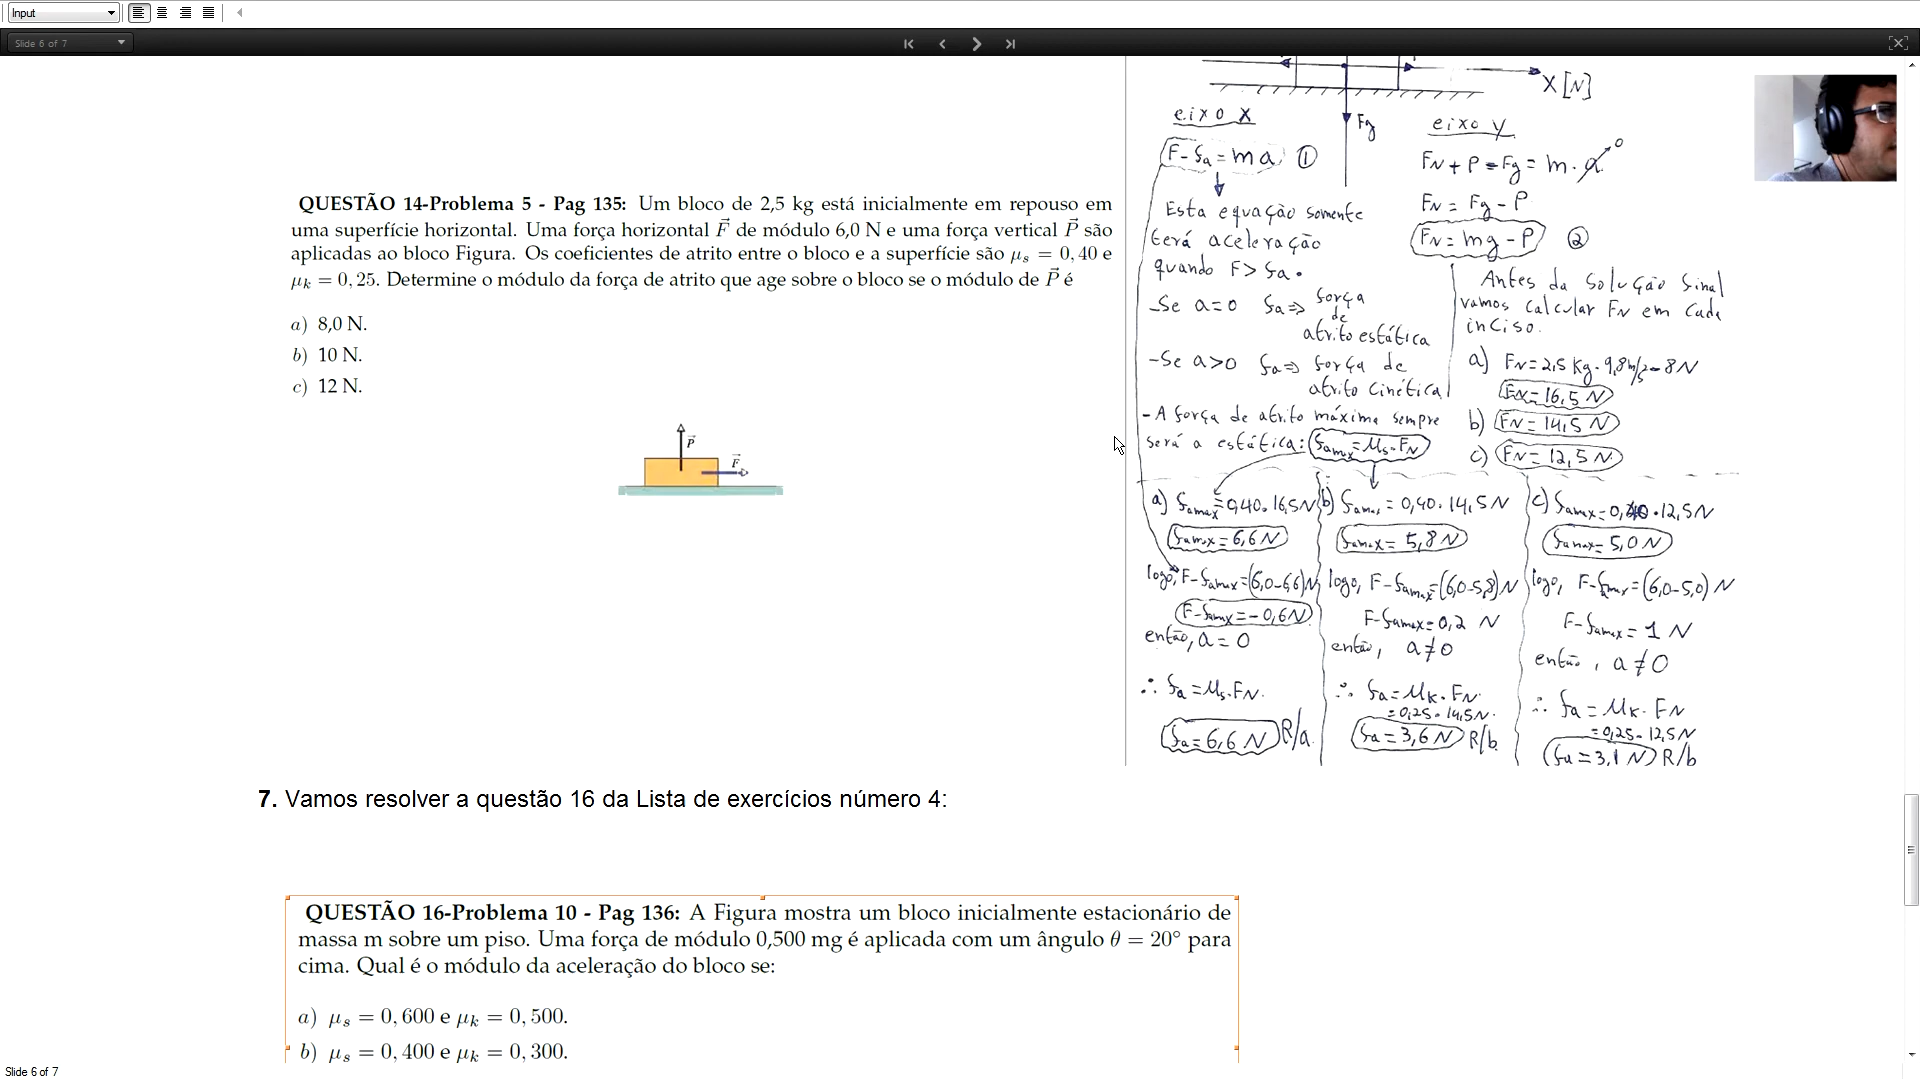 Input
Slide 6 of 7
QUESTÃO 14-Problema 5 - Pag 135: Um bloco de 2,5 kg está inicialmente em repouso em
uma superfície horizontal. Uma força horizontal F⃗ de módulo 6,0 N e uma força vertical P⃗ são
aplicadas ao bloco Figura. Os coeficientes de atrito entre o bloco e a superfície são μs = 0, 40 e
μk = 0, 25. Determine o módulo da força de atrito que age sobre o bloco se o módulo de P⃗ é
a) 8,0 N.
b) 10 N.
c) 12 N.
P⃗
F⃗
X [N]
Fg
eixo X
F - fa = ma ①
Esta equação somente
terá aceleração
quando F > fa.
- Se a = 0 fa ⇒ força
de
atrito estática
- Se a > 0 fa ⇒ força de
atrito cinética
- A força de atrito máxima sempre
será a estática: famax = μs.FN
eixo y
FN + P - Fg = m . a 0
FN = Fg - P
FN = mg - P ②
Antes da solução final
vamos calcular FN em cada
inciso.
a) FN = 2,5 Kg . 9,8 m/s² - 8N
FN = 16,5 N
b) FN = 14,5 N
c) FN = 12,5 N
a) famax = 0,40 . 16,5N
famax = 6,6 N
logo, F - famax = (6,0 - 6,6) N
F - famax = - 0,6 N
então, a = 0
∴ fa = μs . FN
fa = 6,6 N R/a
b) famax = 0,40 . 14,5 N
famax = 5,8 N
logo, F - famax = (6,0 - 5,8) N
F - famax = 0,2 N
então, a ≠ 0
∴ fa = μk . FN
= 0,25 . 14,5 N
fa = 3,6 N R/b
c) famax = 0,40 . 12,5 N
famax = 5,0 N
logo, F - famax = (6,0 - 5,0) N
F - famax = 1 N
então, a ≠ 0
∴ fa = μk . FN
= 0,25 . 12,5 N
fa = 3,1 N R/b
7. Vamos resolver a questão 16 da Lista de exercícios número 4:
QUESTÃO 16-Problema 10 - Pag 136: A Figura mostra um bloco inicialmente estacionário de
massa m sobre um piso. Uma força de módulo 0,500 mg é aplicada com um ângulo θ = 20° para
cima. Qual é o módulo da aceleração do bloco se:
a) μs = 0, 600 e μk = 0, 500.
b) μs = 0, 400 e μk = 0, 300.
Slide 6 of 7